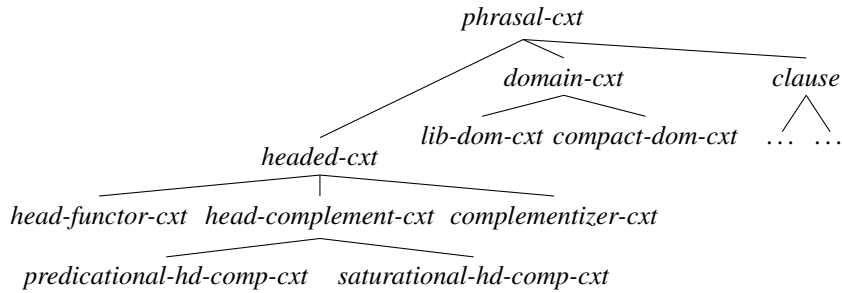 phrasal-cxt
domain-cxt clause
lib-dom-cxt compact-dom-cxt ... ...
headed-cxt
head-functor-cxt head-complement-cxt complementizer-cxt
predicational-hd-comp-cxt saturational-hd-comp-cxt